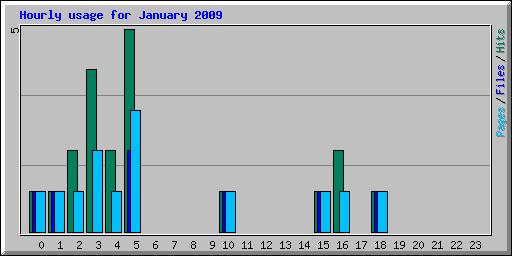 Hourly usage for January 2009
5
Pages/Files/Hits
0 1 2 3 4 5 6 7 8 9 10 11 12 13 14 15 16 17 18 19 20 21 22 23